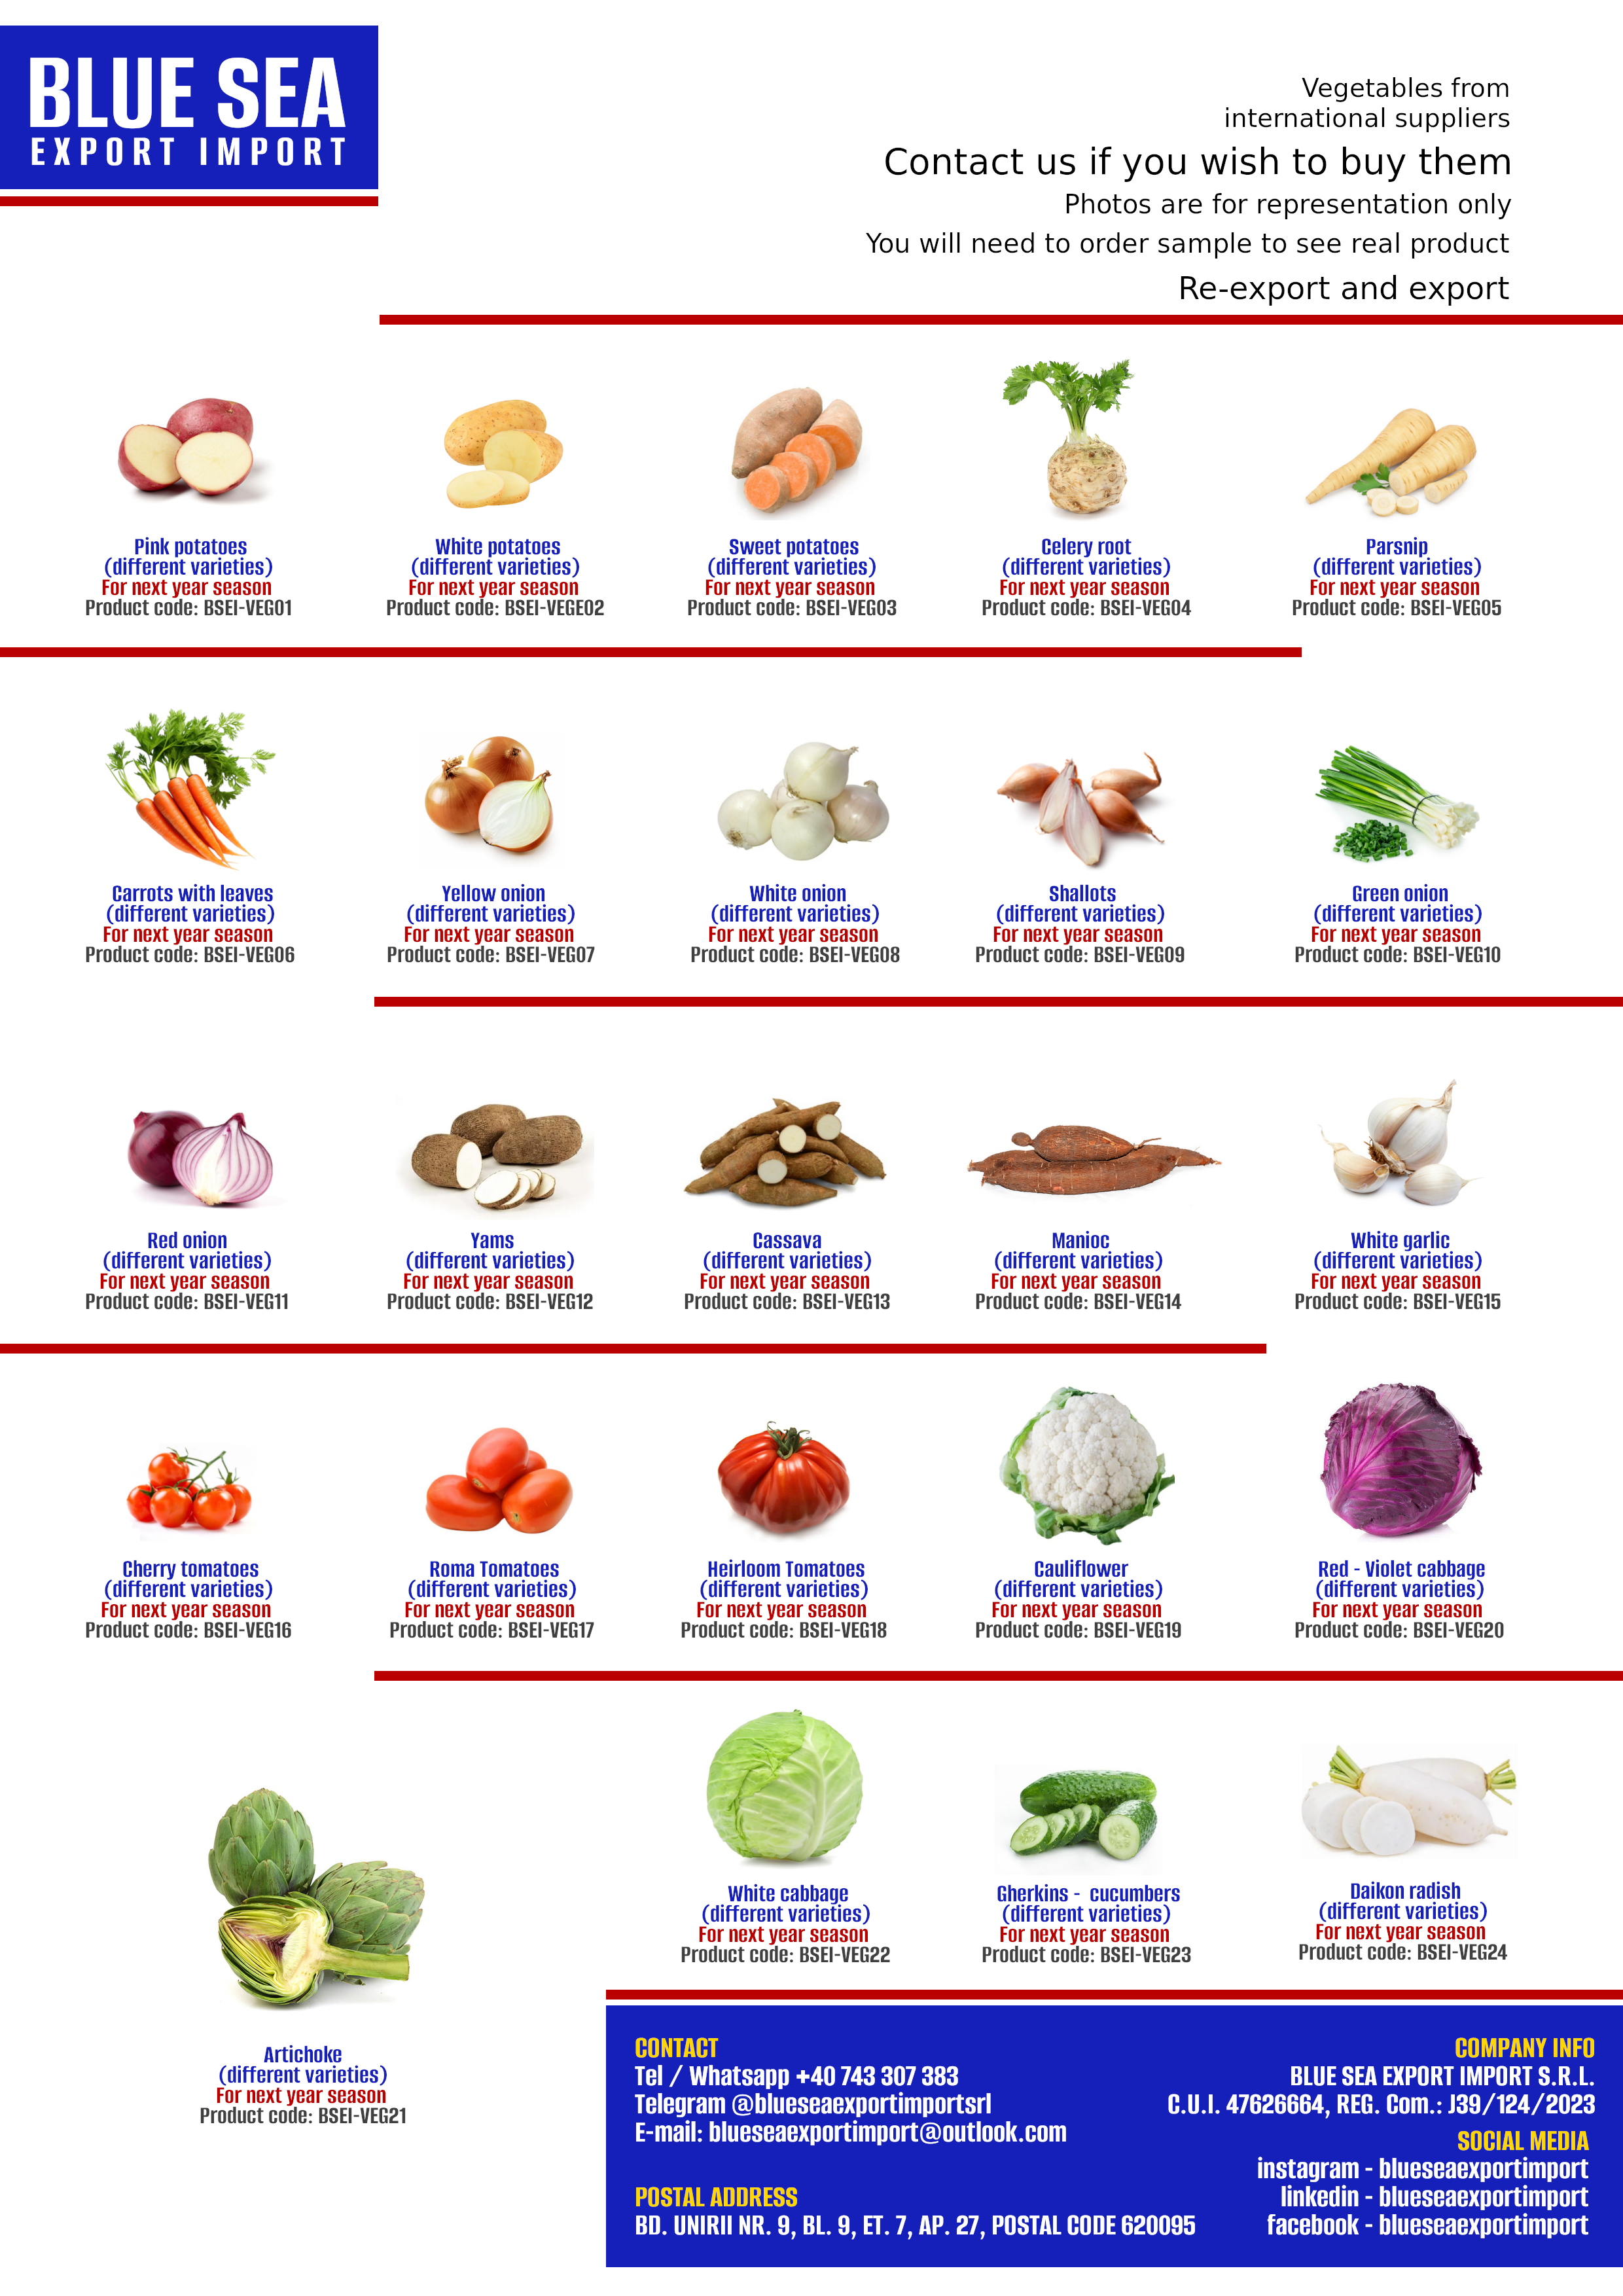 BLUE SEA
EXPORT IMPORT
Vegetables from
international suppliers
Contact us if you wish to buy them
Photos are for representation only
You will need to order sample to see real product
Re-export and export
Pink potatoes
(different varieties)
For next year season
Product code: BSEI-VEG01
White potatoes
(different varieties)
For next year season
Product code: BSEI-VEGE02
Sweet potatoes
(different varieties)
For next year season
Product code: BSEI-VEG03
Celery root
(different varieties)
For next year season
Product code: BSEI-VEG04
Parsnip
(different varieties)
For next year season
Product code: BSEI-VEG05
Carrots with leaves
(different varieties)
For next year season
Product code: BSEI-VEG06
Yellow onion
(different varieties)
For next year season
Product code: BSEI-VEG07
White onion
(different varieties)
For next year season
Product code: BSEI-VEG08
Shallots
(different varieties)
For next year season
Product code: BSEI-VEG09
Green onion
(different varieties)
For next year season
Product code: BSEI-VEG10
Red onion
(different varieties)
For next year season
Product code: BSEI-VEG11
Yams
(different varieties)
For next year season
Product code: BSEI-VEG12
Cassava
(different varieties)
For next year season
Product code: BSEI-VEG13
Manioc
(different varieties)
For next year season
Product code: BSEI-VEG14
White garlic
(different varieties)
For next year season
Product code: BSEI-VEG15
Cherry tomatoes
(different varieties)
For next year season
Product code: BSEI-VEG16
Roma Tomatoes
(different varieties)
For next year season
Product code: BSEI-VEG17
Heirloom Tomatoes
(different varieties)
For next year season
Product code: BSEI-VEG18
Cauliflower
(different varieties)
For next year season
Product code: BSEI-VEG19
Red - Violet cabbage
(different varieties)
For next year season
Product code: BSEI-VEG20
Artichoke
(different varieties)
For next year season
Product code: BSEI-VEG21
White cabbage
(different varieties)
For next year season
Product code: BSEI-VEG22
Gherkins - cucumbers
(different varieties)
For next year season
Product code: BSEI-VEG23
Daikon radish
(different varieties)
For next year season
Product code: BSEI-VEG24
CONTACT
Tel / Whatsapp +40 743 307 383
Telegram @blueseaexportimportsrl
E-mail: blueseaexportimport@outlook.com
POSTAL ADDRESS
BD. UNIRII NR. 9, BL. 9, ET. 7, AP. 27, POSTAL CODE 620095
COMPANY INFO
BLUE SEA EXPORT IMPORT S.R.L.
C.U.I. 47626664, REG. Com.: J39/124/2023
SOCIAL MEDIA
instagram - blueseaexportimport
linkedin - blueseaexportimport
facebook - blueseaexportimport